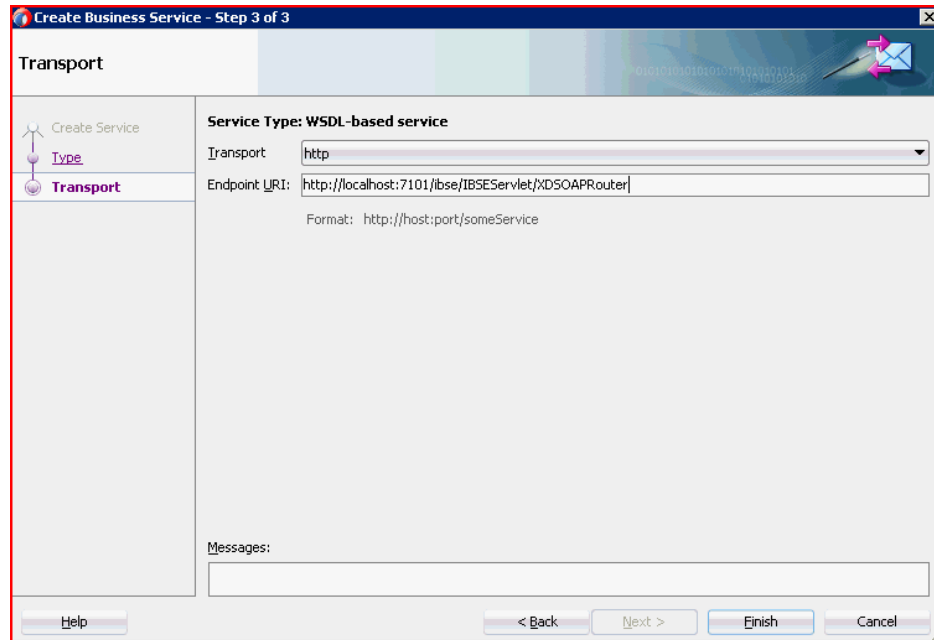 Create Business Service - Step 3 of 3
Transport
Create Service
Type
Transport
Service Type: WSDL-based service
Transport http
Endpoint URI: http://localhost:7101/ibse/IBSEServlet/XDSOAPRouter
Format: http://host:port/someService
Messages:
Help < Back Next > Finish Cancel